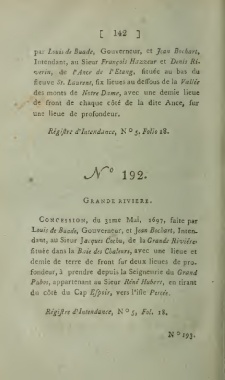 [ 142 ]
par Louis de Buade, Gouverneur, et Jean Bochart,
Intendant, au Sieur François Hazzeur et Denis Ri-
verin, de l'Ance de l'Etang, située au bas du
fleuve St. Laurent, six lieues au dessous de la Vallée
des monts de Notre Dame, avec une demie lieue
de front de chaque côté de la dite Ance, sur
une lieue de profondeur.
Régistre d'Intendance, N° 5, Folio 18.
N° 192.
GRANDE RIVIERE.
CONCESSION, du 31me Mai, 1697, faite par
Louis de Buade, Gouverneur, et Jean Bochart, Inten-
dant, au Sieur Jacques Cochu, de la Grande Rivière
située dans la Baie des Chaleurs, avec une lieue et
demie de terre de front sur deux lieues de pro-
fondeur, à prendre depuis la Seigneurie du Grand
Pabos, appartenant au Sieur René Hubert, en tirant
du côté du Cap Espoir, vers l'isle Percée.
Régistre d'Intendance, N° 5, Fol. 18.
N° 193.